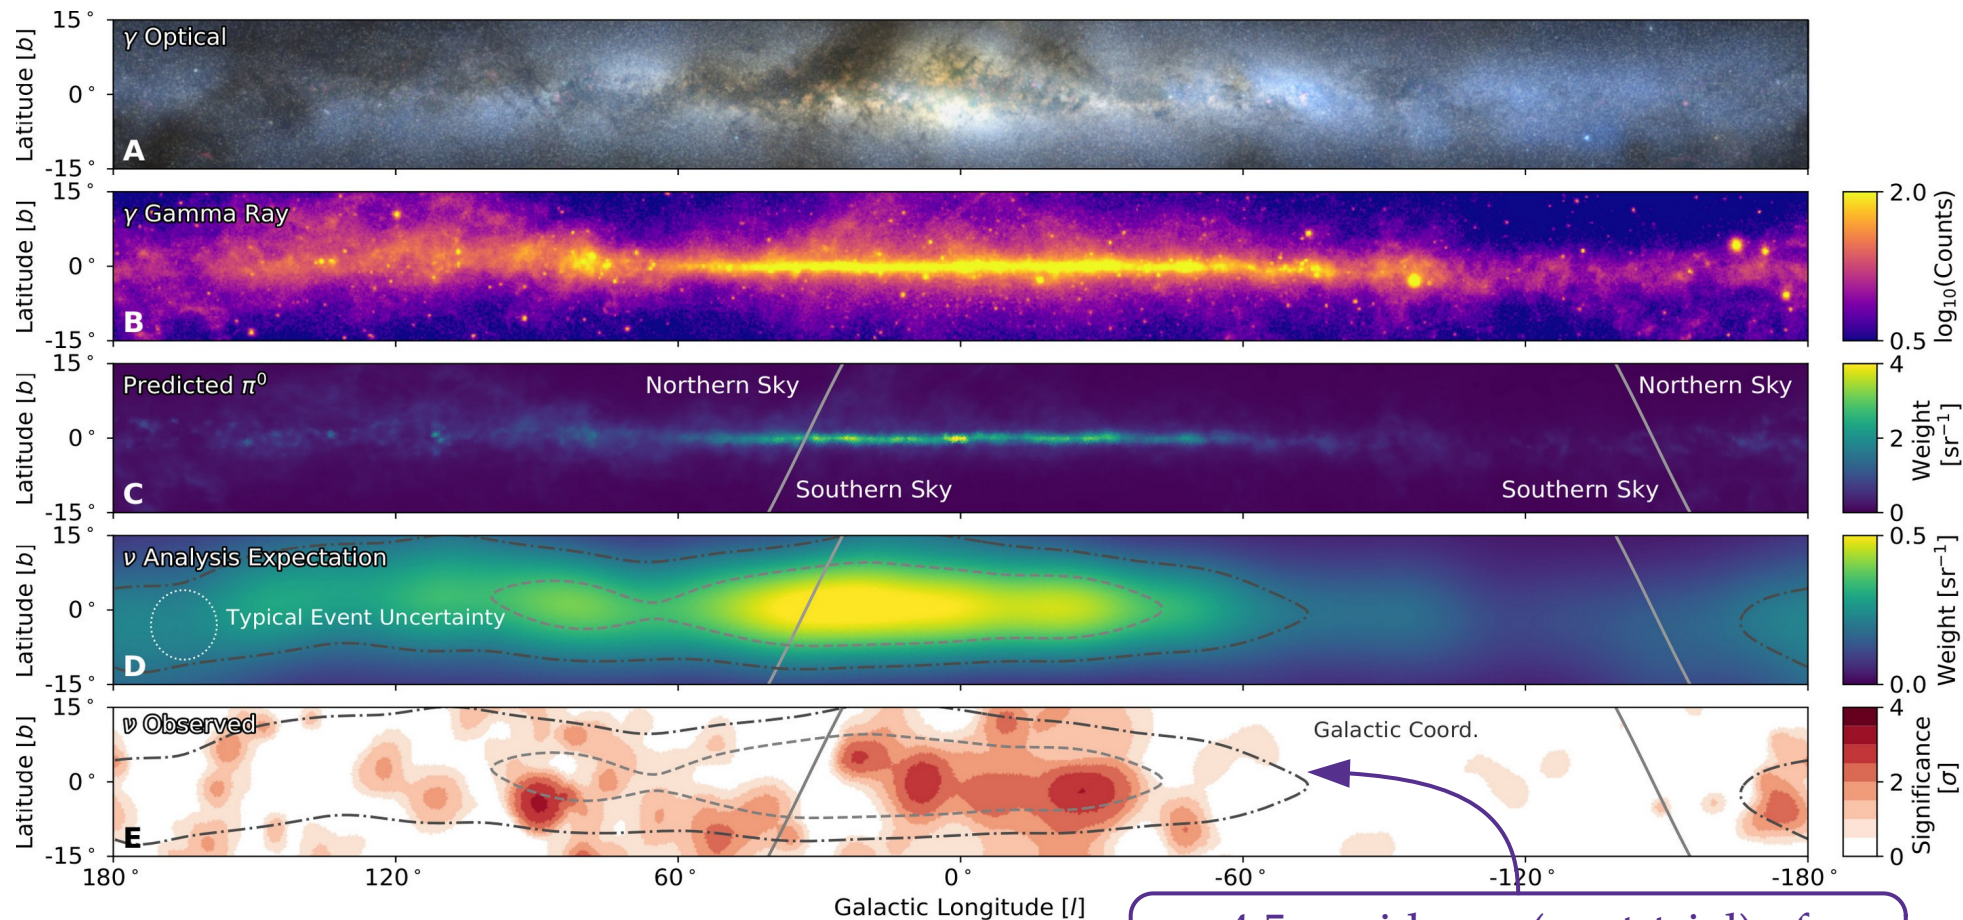 15°
γ Optical
Latitude [b]
0°
A
-15°
15°
γ Gamma Ray
Latitude [b]
0°
B
-15°
2.0
log₁₀(Counts)
0.5
15°
Predicted π⁰
Northern Sky
Northern Sky
Latitude [b]
0°
Southern Sky
Southern Sky
C
-15°
4
2
0
Weight
[sr⁻¹]
15°
ν Analysis Expectation
Latitude [b]
0°
Typical Event Uncertainty
D
-15°
0.5
0.0
Weight [sr⁻¹]
15°
ν Observed
Galactic Coord.
Latitude [b]
0°
E
-15°
4
2
0
Significance
[σ]
180°
120°
60°
0°
-60°
-120°
-180°
Galactic Longitude [l]